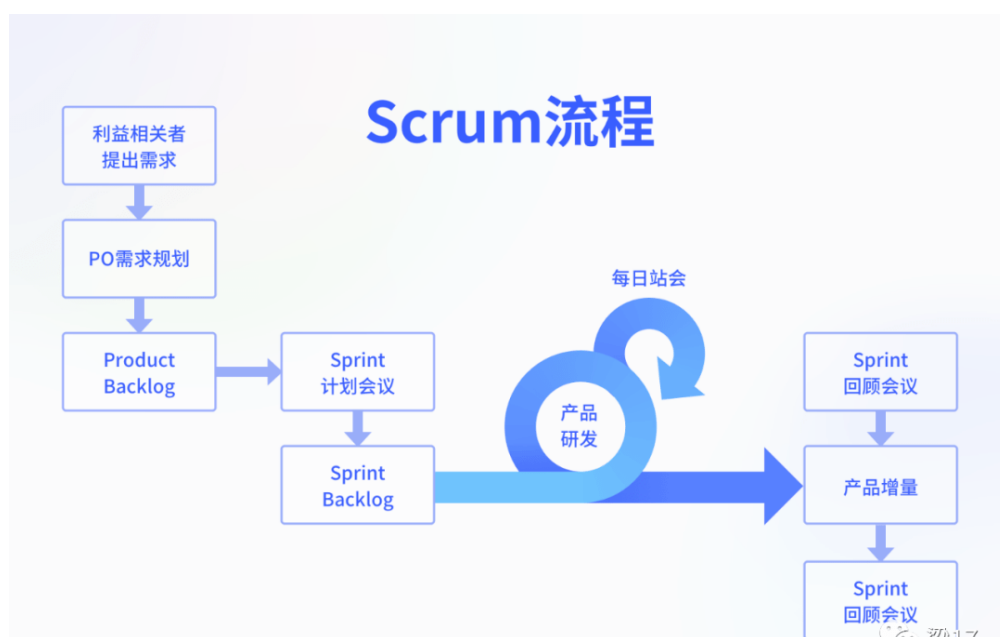 Scrum流程
利益相关者
提出需求
PO需求规划
Product
Backlog
Sprint
计划会议
Sprint
Backlog
每日站会
产品
研发
Sprint
回顾会议
产品增量
Sprint
回顾会议